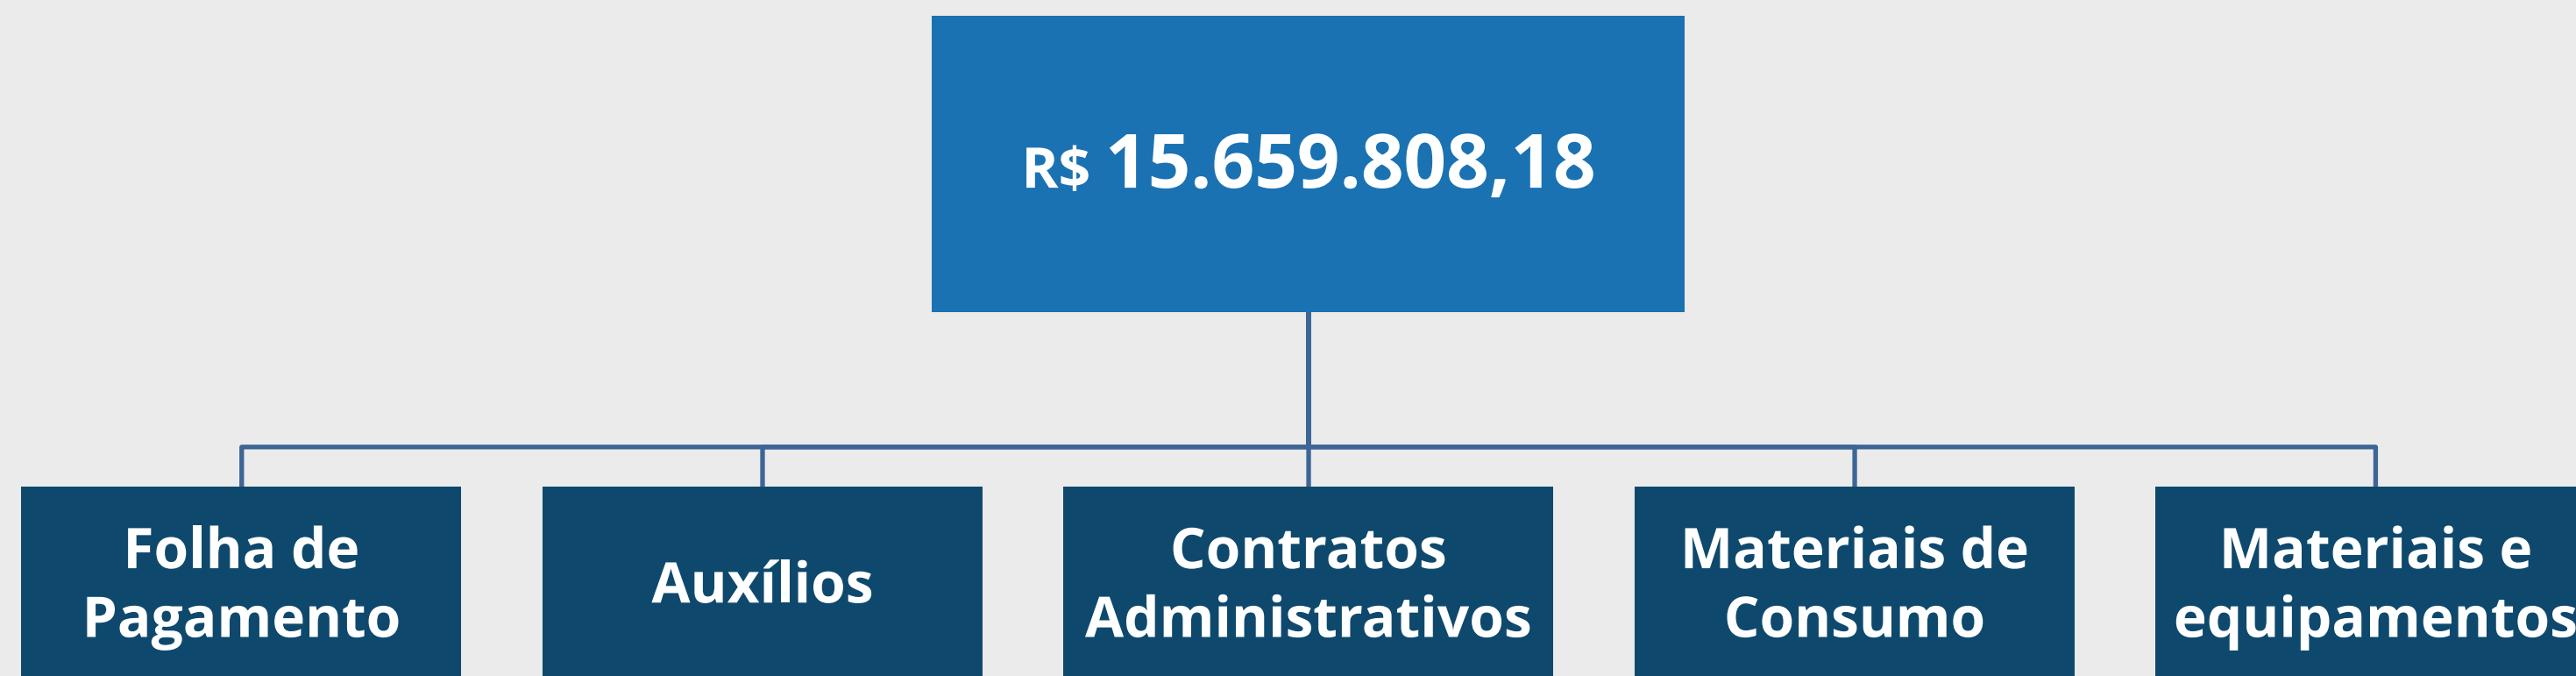 R$ 15.659.808,18
Folha de
Pagamento
Auxílios
Contratos
Administrativos
Materiais de
Consumo
Materiais e
equipamentos